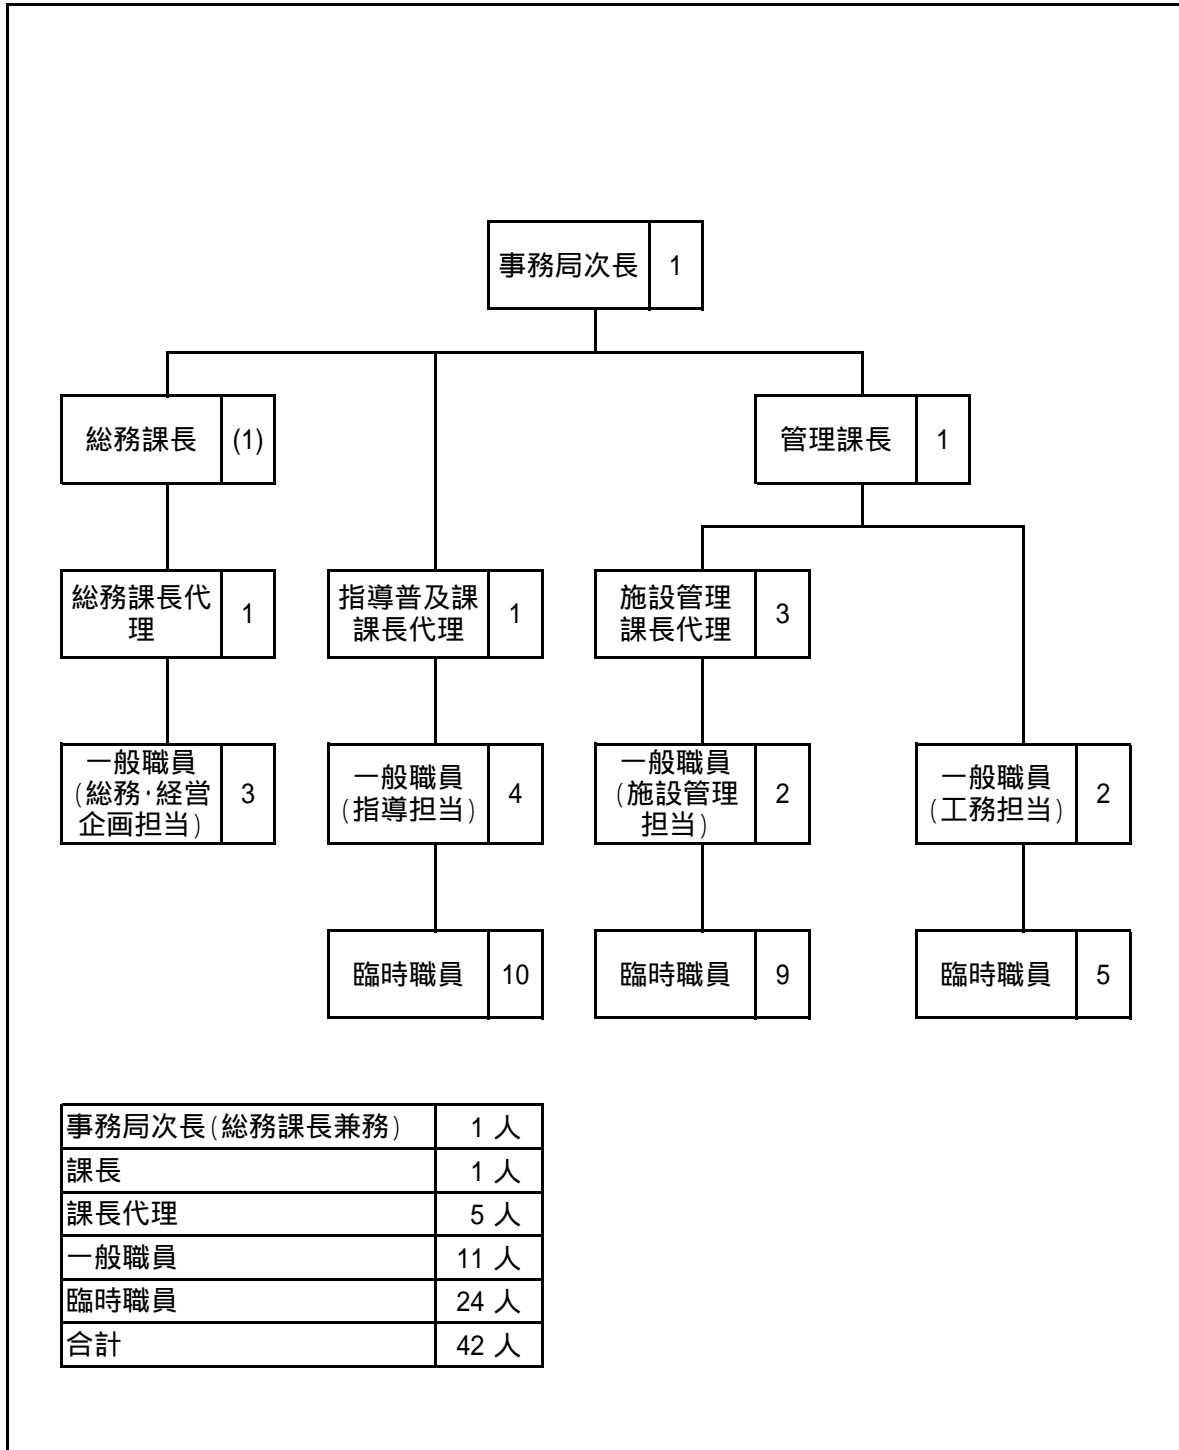 事務局次長 1
総務課長 (1)
管理課長 1
総務課長代
理
1
指導普及課
課長代理
1
施設管理
課長代理
3
一般職員
(総務・経営
企画担当)
3
一般職員
(指導担当)
4
一般職員
(施設管理
担当)
2
一般職員
(工務担当)
2
臨時職員 10
臨時職員 9
臨時職員 5
事務局次長(総務課長兼務) 1 人
課長 1 人
課長代理 5 人
一般職員 11 人
臨時職員 24 人
合計 42 人